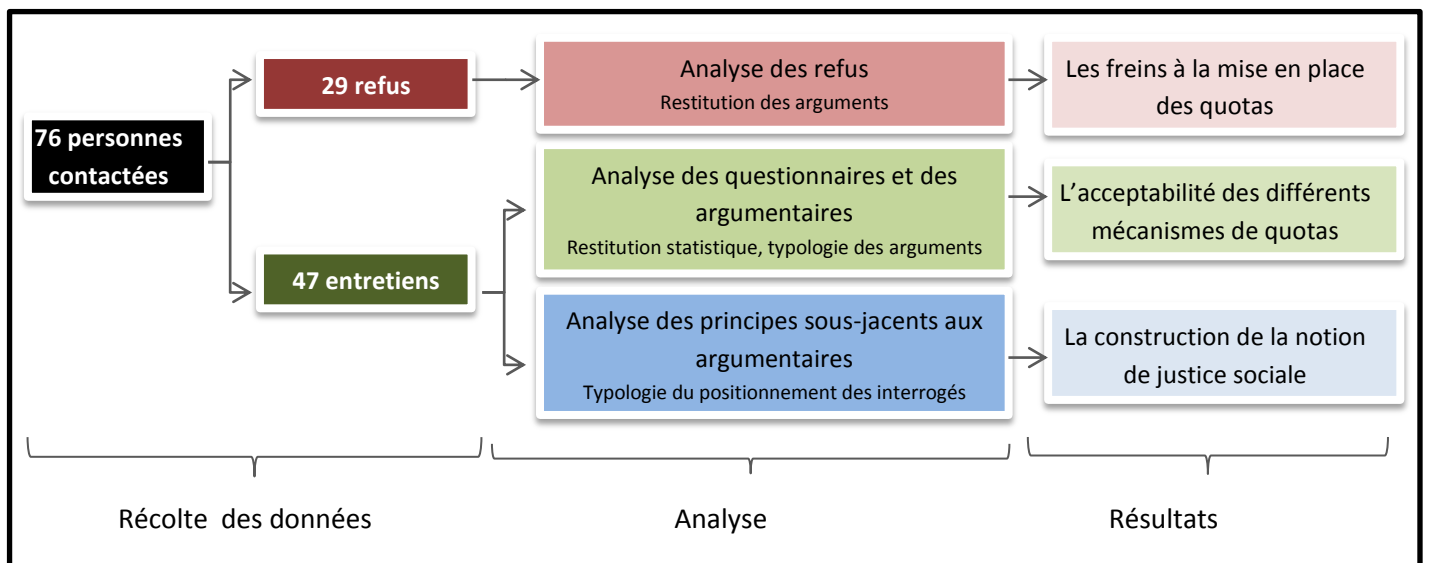 76 personnes
contactées
29 refus
47 entretiens
Analyse des refus
Restitution des arguments
Analyse des questionnaires et des
argumentaires
Restitution statistique, typologie des arguments
Analyse des principes sous-jacents aux
argumentaires
Typologie du positionnement des interrogés
Les freins à la mise en place
des quotas
L’acceptabilité des différents
mécanismes de quotas
La construction de la notion
de justice sociale
Récolte des données
Analyse
Résultats